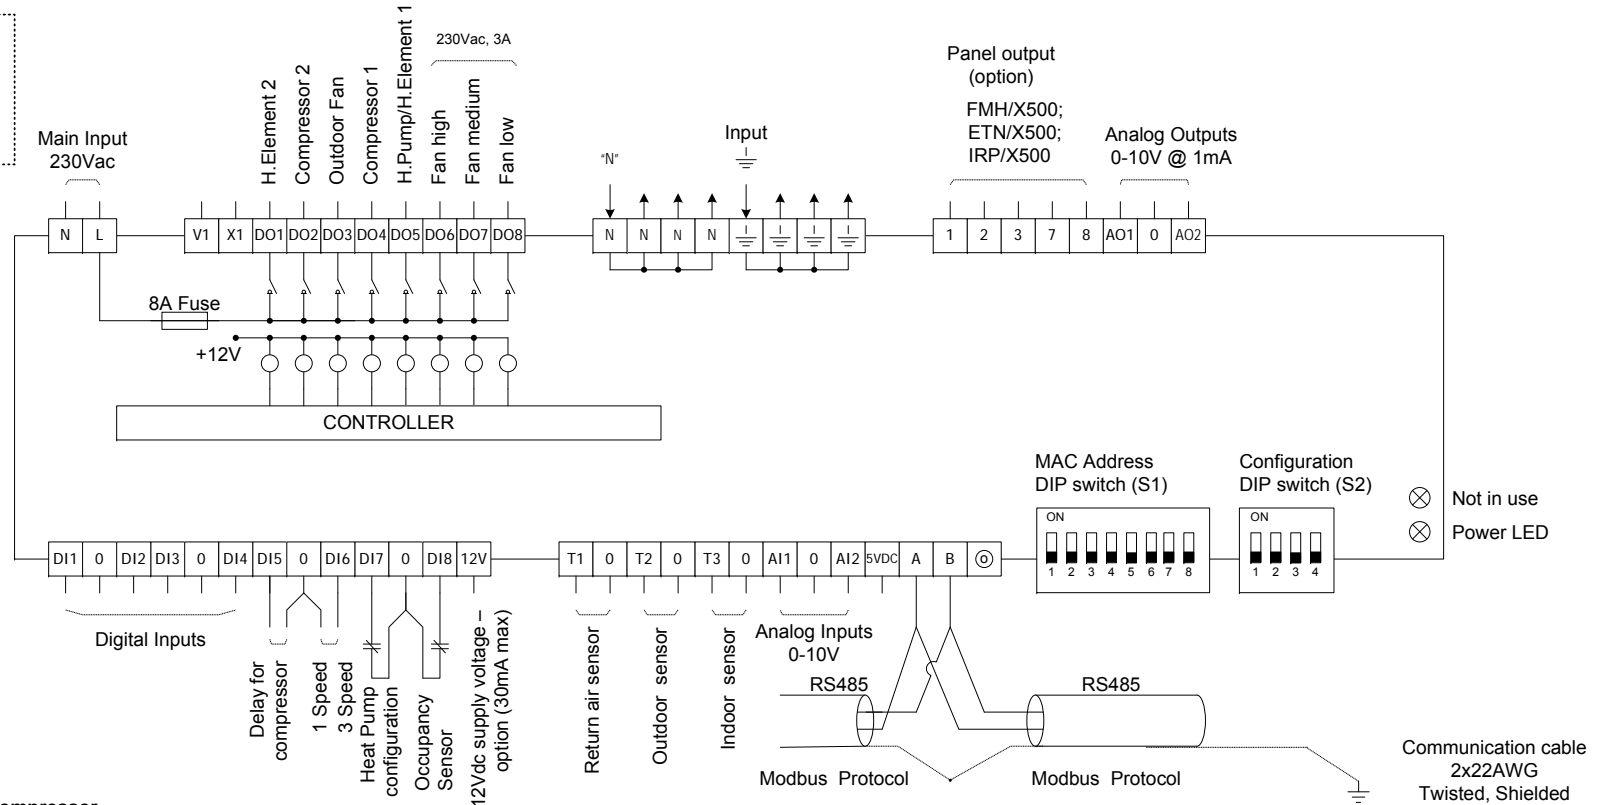 230Vac, 3A
Panel output
(option)
FMH/X500;
ETN/X500;
IRP/X500
Analog Outputs
0-10V @ 1mA
Main Input
230Vac
H.Element 2
Compressor 2
Outdoor Fan
Compressor 1
H.Pump/H.Element 1
Fan high
Fan medium
Fan low
"N"
Input
N L
V1 X1 DO1 DO2 DO3 DO4 DO5 DO6 DO7 DO8
N N N N
1 2 3 7 8 AO1 0 AO2
8A Fuse
+12V
CONTROLLER
MAC Address
DIP switch (S1)
ON
1 2 3 4 5 6 7 8
Configuration
DIP switch (S2)
ON
1 2 3 4
Not in use
Power LED
DI1 0 DI2 DI3 0 DI4 DI5 0 DI6 DI7 0 DI8 12V
T1 0 T2 0 T3 0 AI1 0 AI2 5VDC A B
Digital Inputs
Delay for
compressor
1 Speed
3 Speed
Heat Pump
configuration
Occupancy
Sensor
12Vdc supply voltage –
option (30mA max)
Return air sensor
Outdoor sensor
Indoor sensor
Analog Inputs
0-10V
RS485
RS485
Modbus Protocol
Modbus Protocol
Communication cable
2x22AWG
Twisted, Shielded